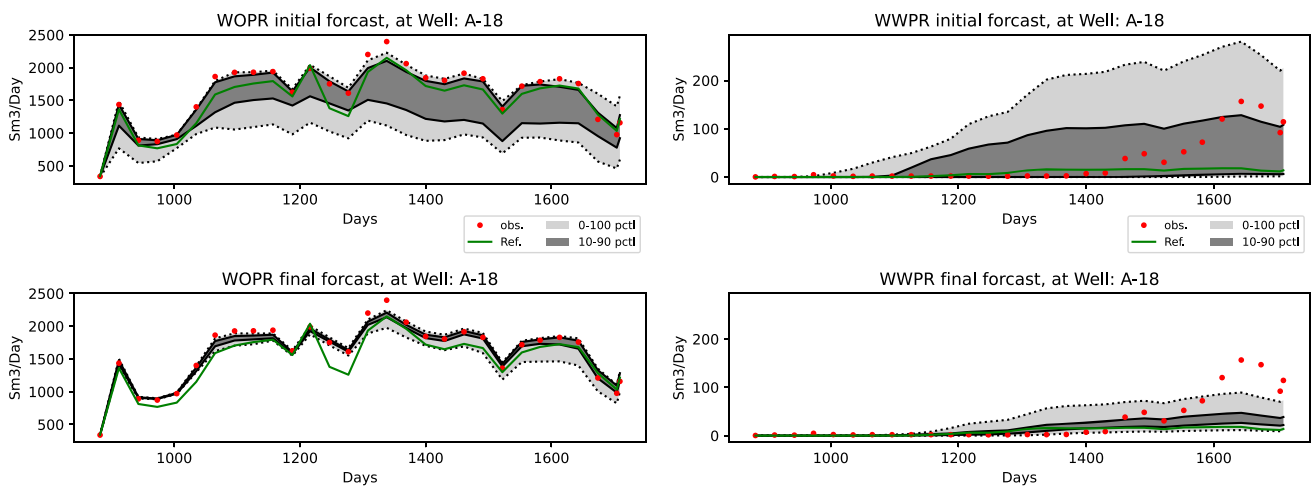 WOPR initial forcast, at Well: A-18
2500
2000
1500
1000
500
Sm3/Day
1000
1200
1400
1600
Days
obs.
Ref.
0-100 pctl
10-90 pctl
WWPR initial forcast, at Well: A-18
200
100
0
Sm3/Day
1000
1200
1400
1600
Days
obs.
Ref.
0-100 pctl
10-90 pctl
WOPR final forcast, at Well: A-18
2500
2000
1500
1000
500
Sm3/Day
1000
1200
1400
1600
Days
WWPR final forcast, at Well: A-18
200
100
0
Sm3/Day
1000
1200
1400
1600
Days